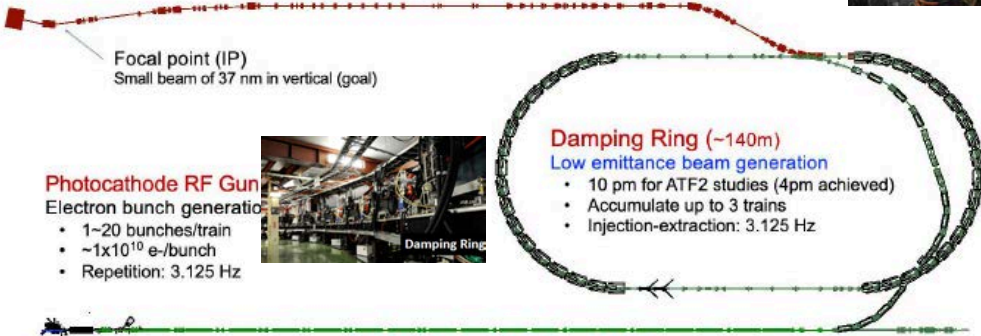 Focal point (IP)
Small beam of 37 nm in vertical (goal)
Photocathode RF Gun
Electron bunch generatio
• 1~20 bunches/train
• ~1x10¹⁰ e-/bunch
• Repetition: 3.125 Hz
Damping Ring
Damping Ring (~140m)
Low emittance beam generation
• 10 pm for ATF2 studies (4pm achieved)
• Accumulate up to 3 trains
• Injection-extraction: 3.125 Hz